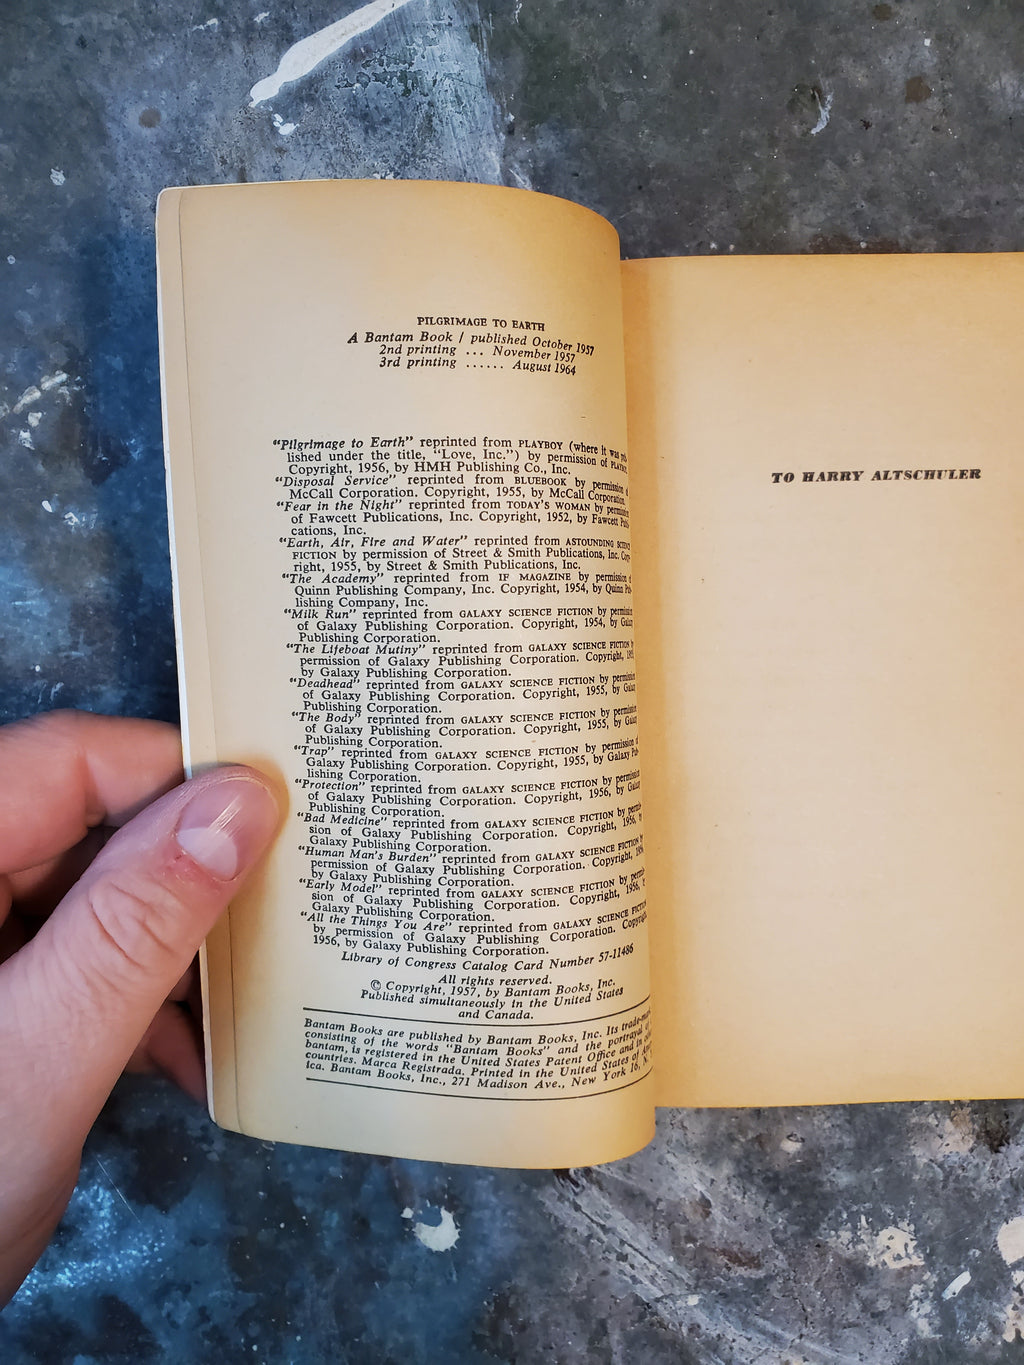 PILGRIMAGE TO EARTH
A Bantam Book / published October 1957
2nd printing ... November 1957
3rd printing ...... August 1964
"Pilgrimage to Earth" reprinted from PLAYBOY (where it was
lished under the title, "Love, Inc.") by permission of
Copyright, 1956, by HMH Publishing Co., Inc.
"Disposal Service" reprinted from BLUEBOOK by permission
McCall Corporation. Copyright, 1955, by McCall Corporation.
"Fear in the Night" reprinted from TODAY'S WOMAN by
of Fawcett Publications, Inc. Copyright, 1952, by Fawcett
cations, Inc.
"Earth, Air, Fire and Water" reprinted from ASTOUNDING
FICTION by permission of Street & Smith Publications, Inc.
right, 1955, by Street & Smith Publications, Inc.
"The Academy" reprinted from IF MAGAZINE by permission
Quinn Publishing Company, Inc. Copyright, 1954, by Quinn
lishing Company, Inc.
"Milk Run" reprinted from GALAXY SCIENCE FICTION by
of Galaxy Publishing Corporation. Copyright, 1954, by
Publishing Corporation.
"The Lifeboat Mutiny" reprinted from GALAXY SCIENCE FICTION
permission of Galaxy Publishing Corporation. Copyright,
by Galaxy Publishing Corporation.
"Deadhead" reprinted from GALAXY SCIENCE FICTION by
of Galaxy Publishing Corporation. Copyright, 1955, by
Publishing Corporation.
"The Body" reprinted from GALAXY SCIENCE FICTION by
of Galaxy Publishing Corporation. Copyright, 1955, by
Publishing Corporation.
"Trap" reprinted from GALAXY SCIENCE FICTION by permission
Galaxy Publishing Corporation. Copyright, 1955, by Galaxy
lishing Corporation.
"Protection" reprinted from GALAXY SCIENCE FICTION by
of Galaxy Publishing Corporation. Copyright, 1956, by
Publishing Corporation.
"Bad Medicine" reprinted from GALAXY SCIENCE FICTION by
sion of Galaxy Publishing Corporation. Copyright, 1956,
Galaxy Publishing Corporation.
"Human Man's Burden" reprinted from GALAXY SCIENCE FICTION
permission of Galaxy Publishing Corporation. Copyright,
by Galaxy Publishing Corporation.
"Early Model" reprinted from GALAXY SCIENCE FICTION by
sion of Galaxy Publishing Corporation. Copyright, 1956,
Galaxy Publishing Corporation.
"All the Things You Are" reprinted from GALAXY SCIENCE FICTION
by permission of Galaxy Publishing Corporation.
1956, by Galaxy Publishing Corporation.
Library of Congress Catalog Card Number 57-11486
All rights reserved.
© Copyright, 1957, by Bantam Books, Inc.
Published simultaneously in the United States
and Canada.
Bantam Books are published by Bantam Books, Inc. Its
consisting of the words "Bantam Books" and the portrayal
bantam, is registered in the United States Patent Office and in
countries. Marca Registrada. Printed in the United States of
ica. Bantam Books, Inc., 271 Madison Ave., New York 16,
TO HARRY ALTSCHULER